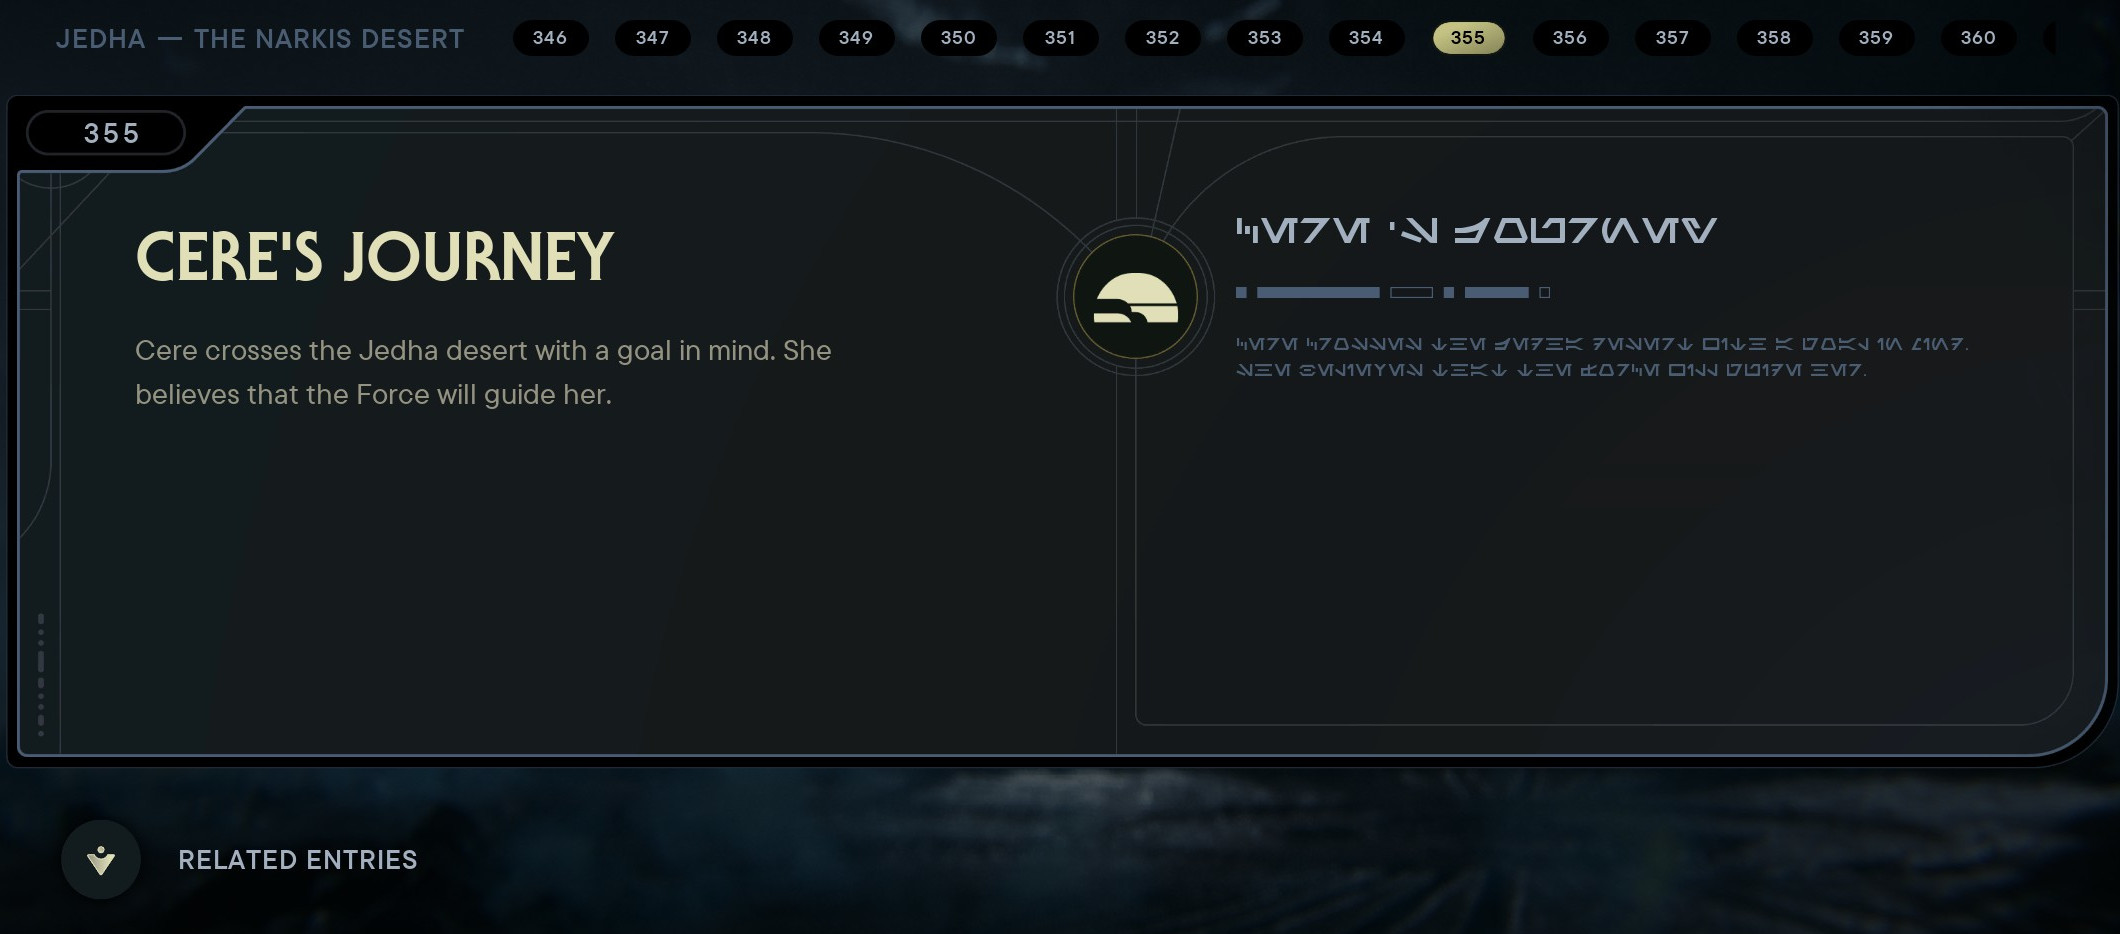 JEDHA — THE NARKIS DESERT 346 347 348 349 350 351 352 353 354 355 356 357 358 359 360
355
CERE'S JOURNEY
Cere crosses the Jedha desert with a goal in mind. She
believes that the Force will guide her.
RELATED ENTRIES